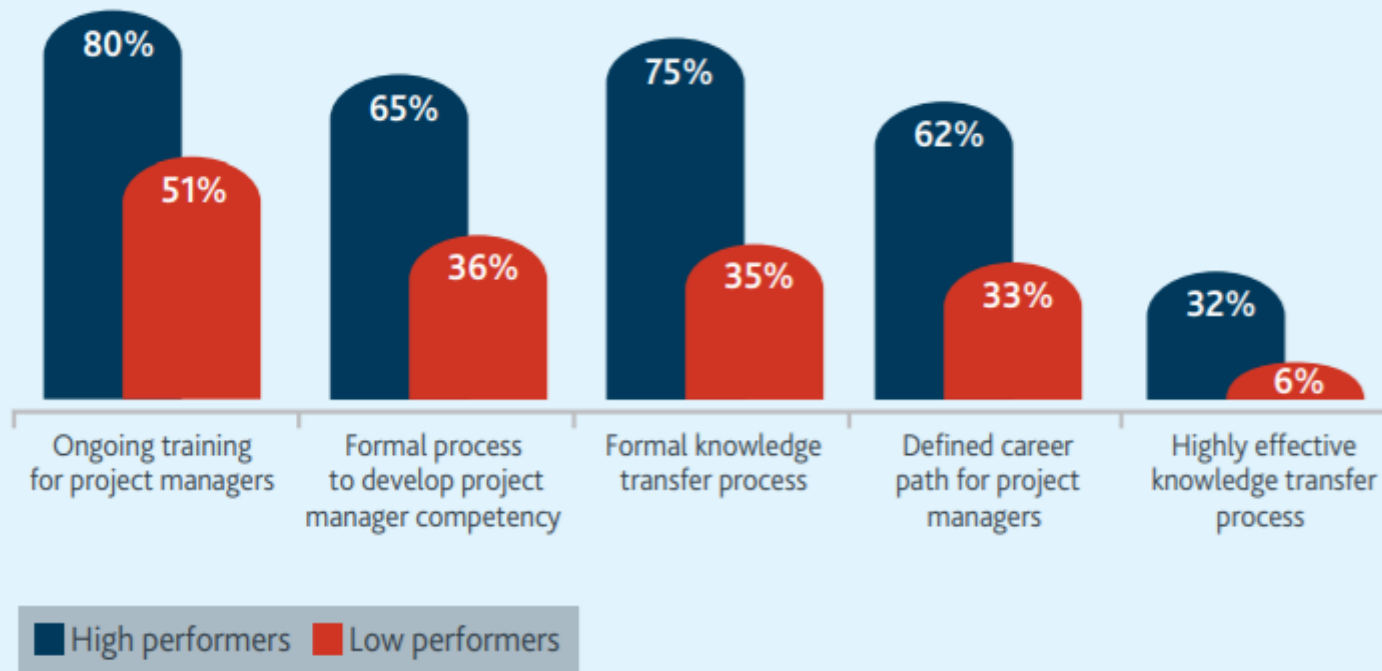 80%
51%
65%
36%
75%
35%
62%
33%
32%
6%
Ongoing training
for project managers
Formal process
to develop project
manager competency
Formal knowledge
transfer process
Defined career
path for project
managers
Highly effective
knowledge transfer
process
High performers
Low performers